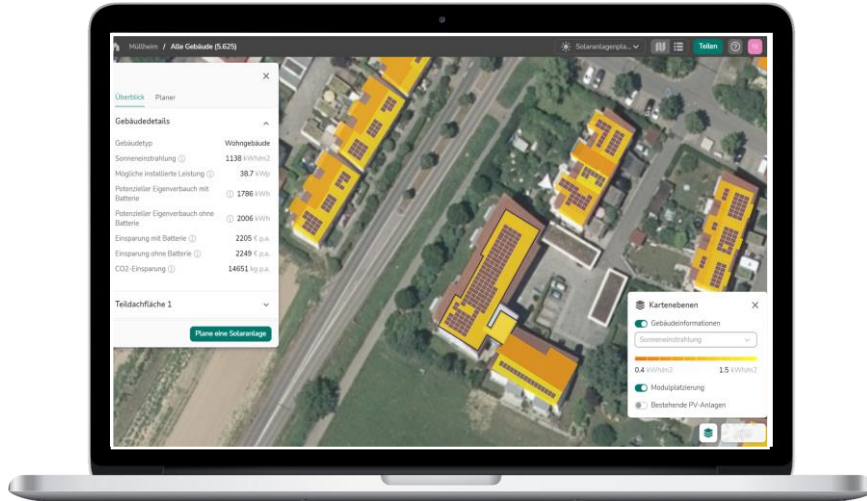 Müllheim / Alle Gebäude (5.625)
Solaranlagenpla...
Teilen
Überblick Planer
Gebäudedetails
Gebäudetyp Wohngebäude
Sonneneinstrahlung 1138 kWh/m2
Mögliche installierte Leistung 38.7 kWp
Potenzieller Eigenverbauch mit
Batterie 1786 kWh
Potenzieller Eigenverbauch ohne
Batterie 2006 kWh
Einsparung mit Batterie 2205 € p.a.
Einsparung ohne Batterie 2249 € p.a.
CO2-Einsparung 14651 kg p.a.
Teildachfläche 1
Plane eine Solaranlage
Kartenebenen
Gebäudeinformationen
Sonneneinstrahlung
0.4 kWh/m2 1.5 kWh/m2
Modulplatzierung
Bestehende PV-Anlagen